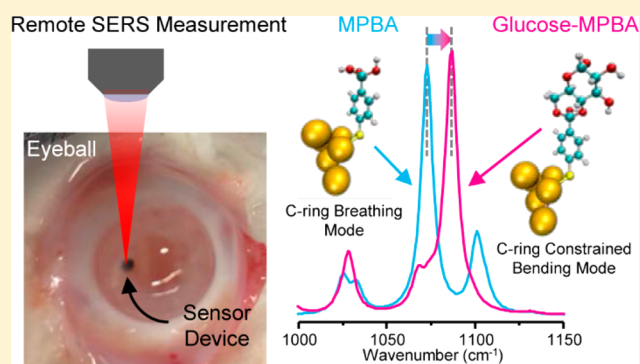 Remote SERS Measurement
Eyeball
Sensor
Device
MPBA
Glucose-MPBA
C-ring Breathing
Mode
C-ring Constrained
Bending Mode
1000 1050 1100 1150
Wavenumber (cm⁻¹)